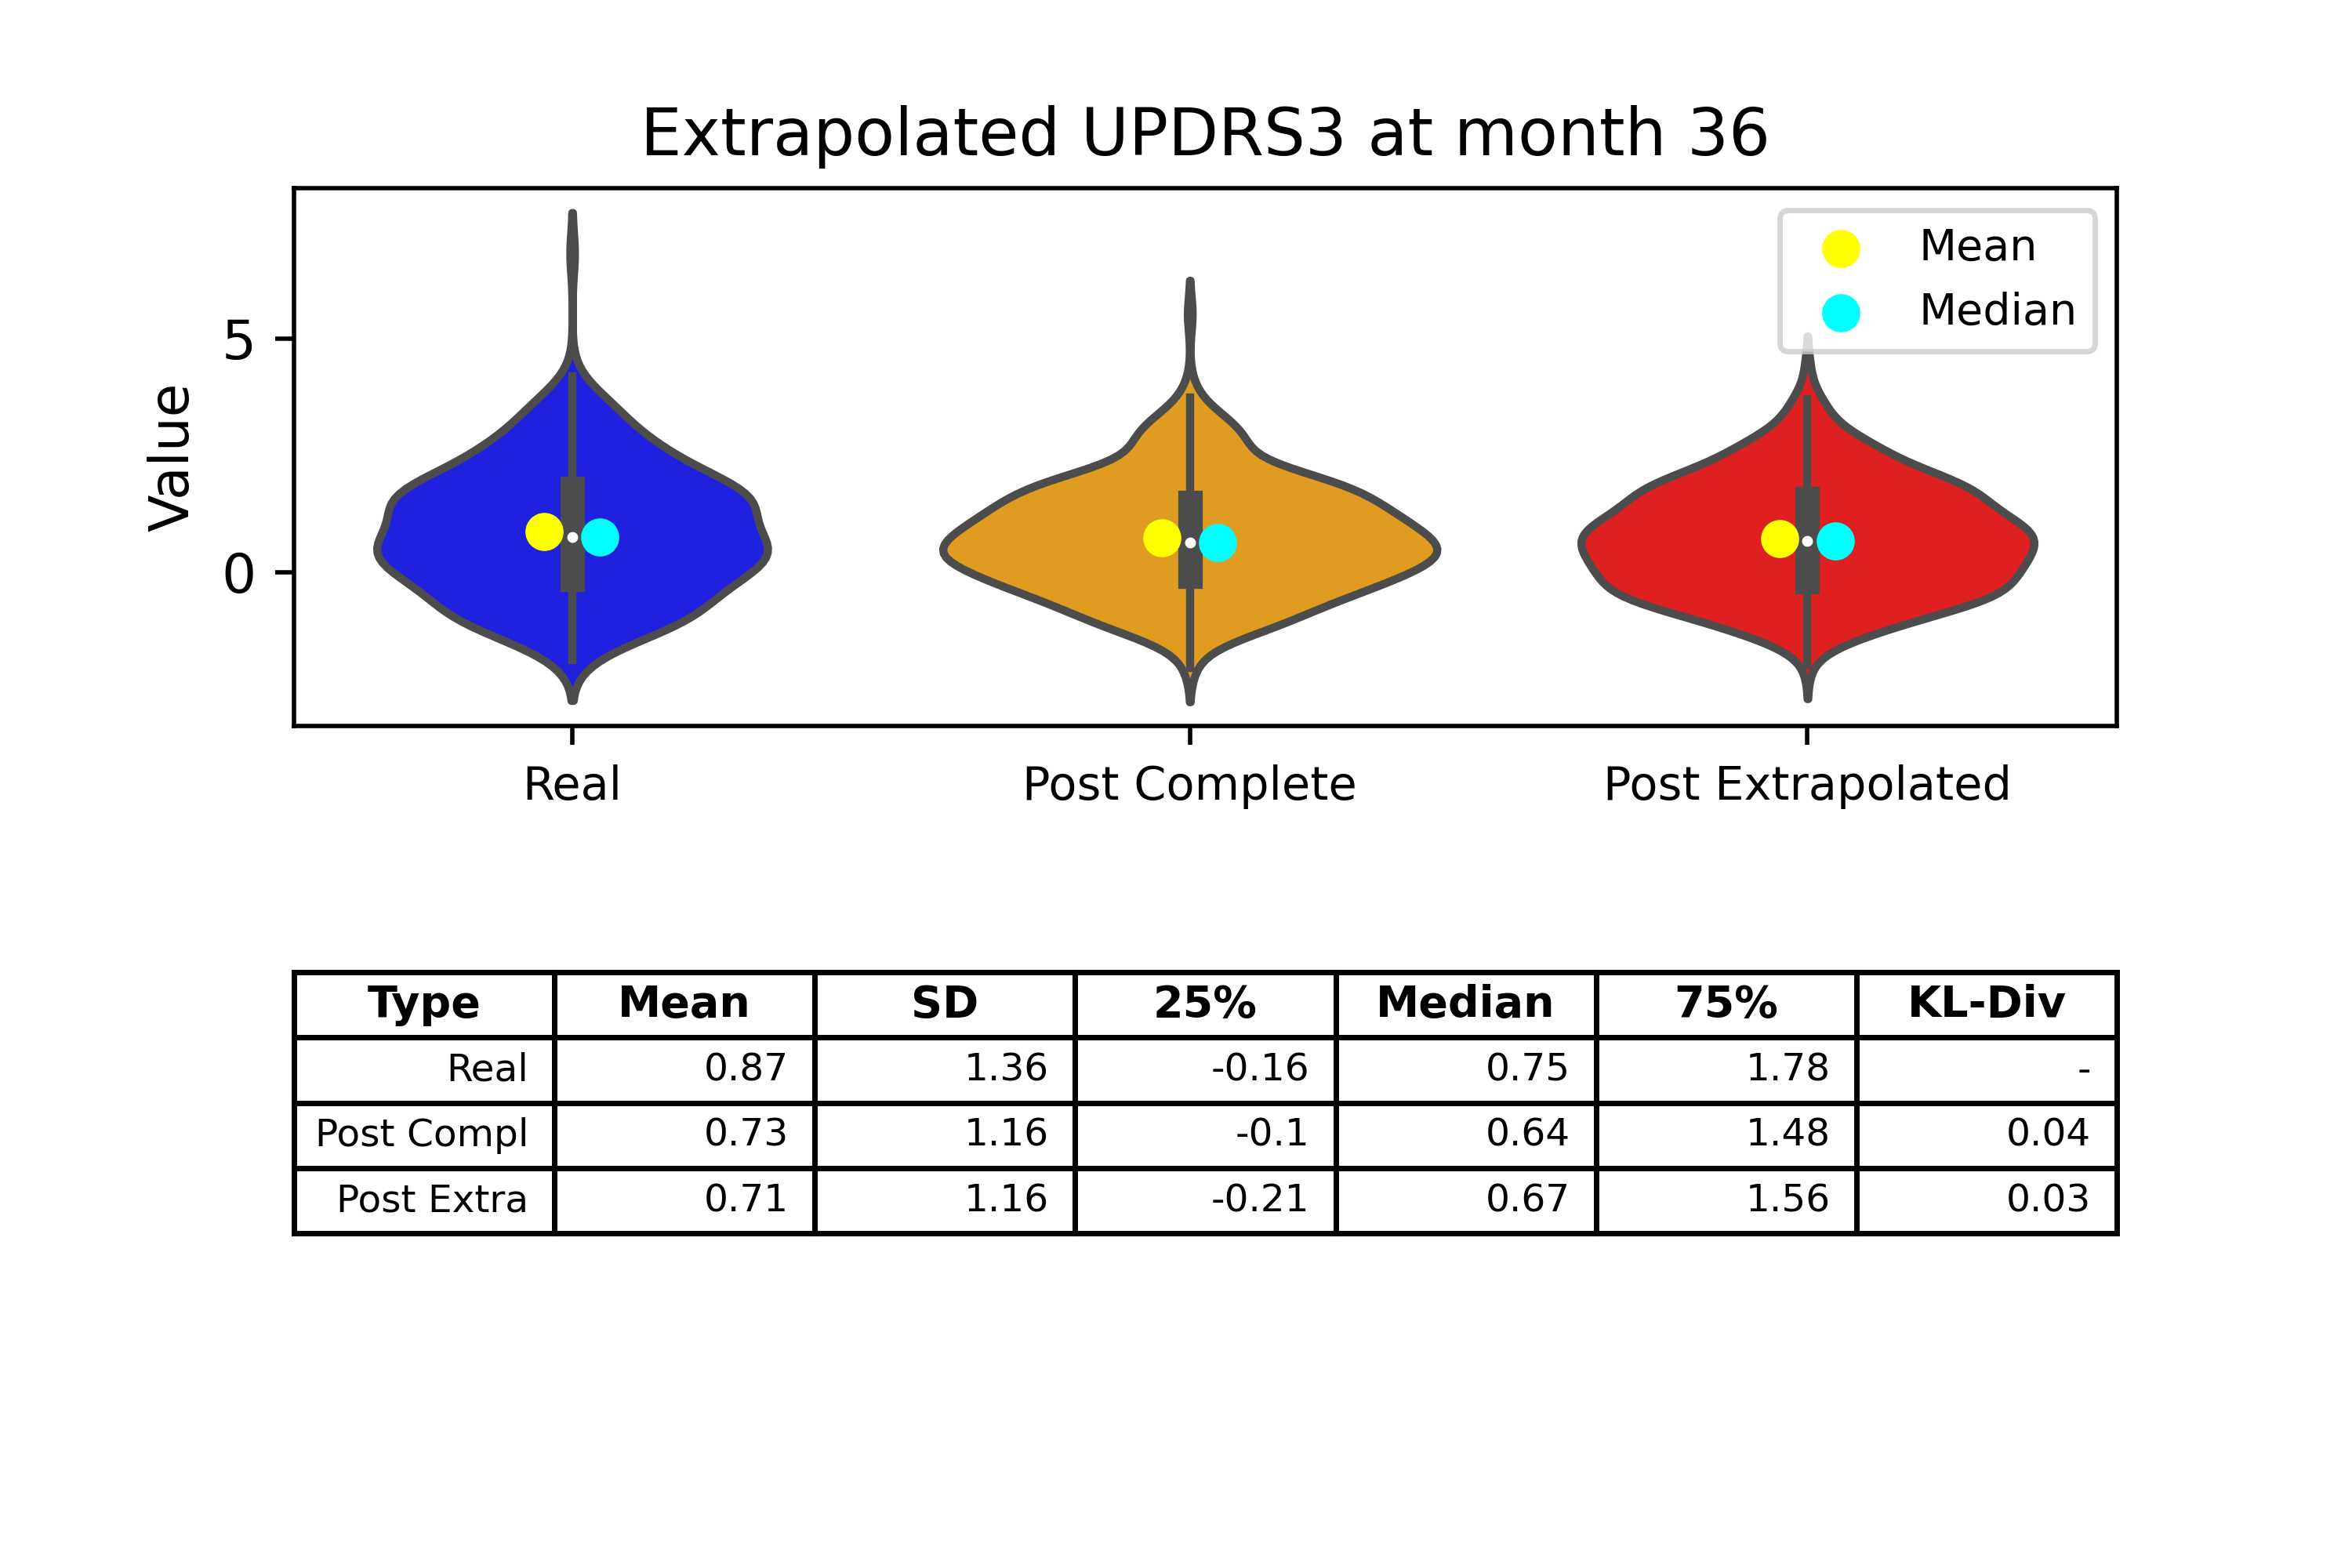 Extrapolated UPDRS3 at month 36
Mean
Median
5
0
Value
Real Post Complete Post Extrapolated
Type Mean SD 25% Median 75% KL-Div
Real 0.87 1.36 -0.16 0.75 1.78 -
Post Compl 0.73 1.16 -0.1 0.64 1.48 0.04
Post Extra 0.71 1.16 -0.21 0.67 1.56 0.03